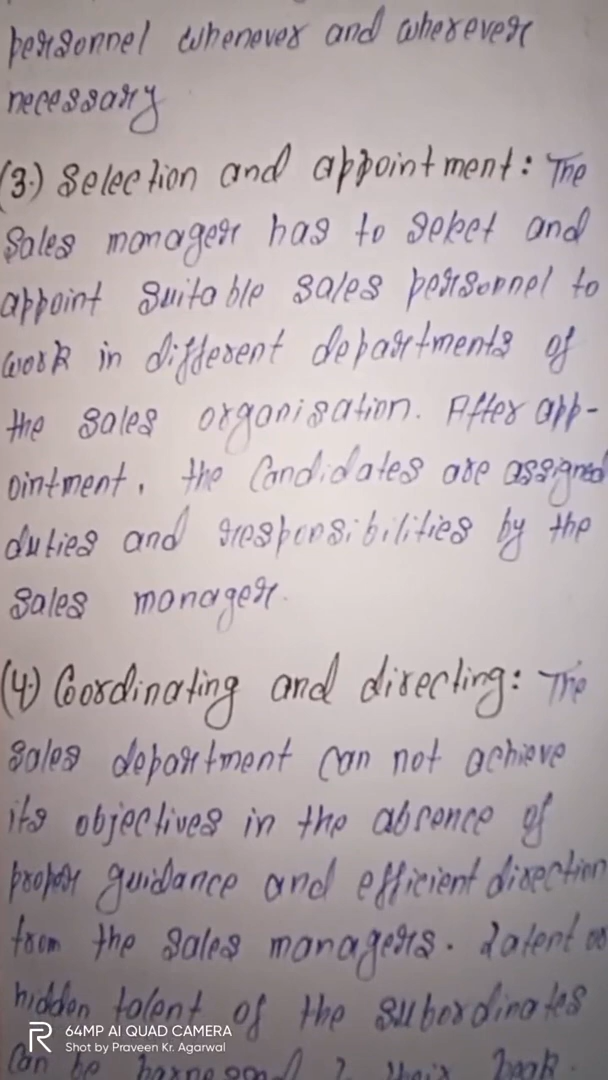 personnel whenever and wherever
necessary
(3.) Selection and appointment: The
Sales manager has to select and
appoint suitable sales personnel to
work in different departments of
the sales organisation. After app-
ointment, the candidates are assigned
duties and responsibilities by the
sales manager.
(4.) Coordinating and directing: The
sales department can not achieve
its objectives in the absence of
proper guidance and efficient direction
from the sales managers. Latent or
hidden talent of the subordinates
64MP AI QUAD CAMERA
Shot by Praveen Kr. Agarwal
can be their